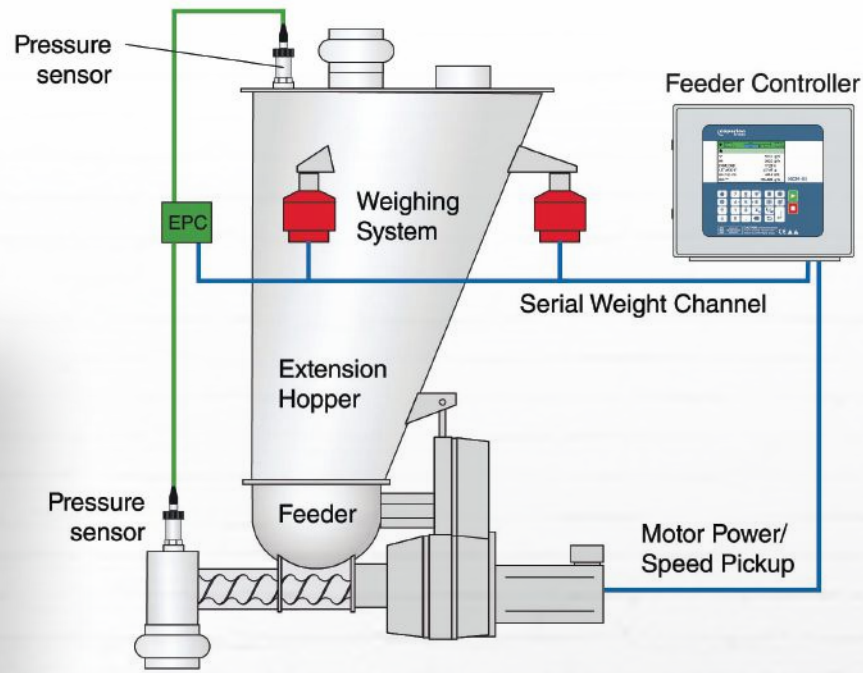 Pressure
sensor
Feeder Controller
Weighing
System
EPC
Serial Weight Channel
Extension
Hopper
Pressure
sensor
Feeder
Motor Power/
Speed Pickup